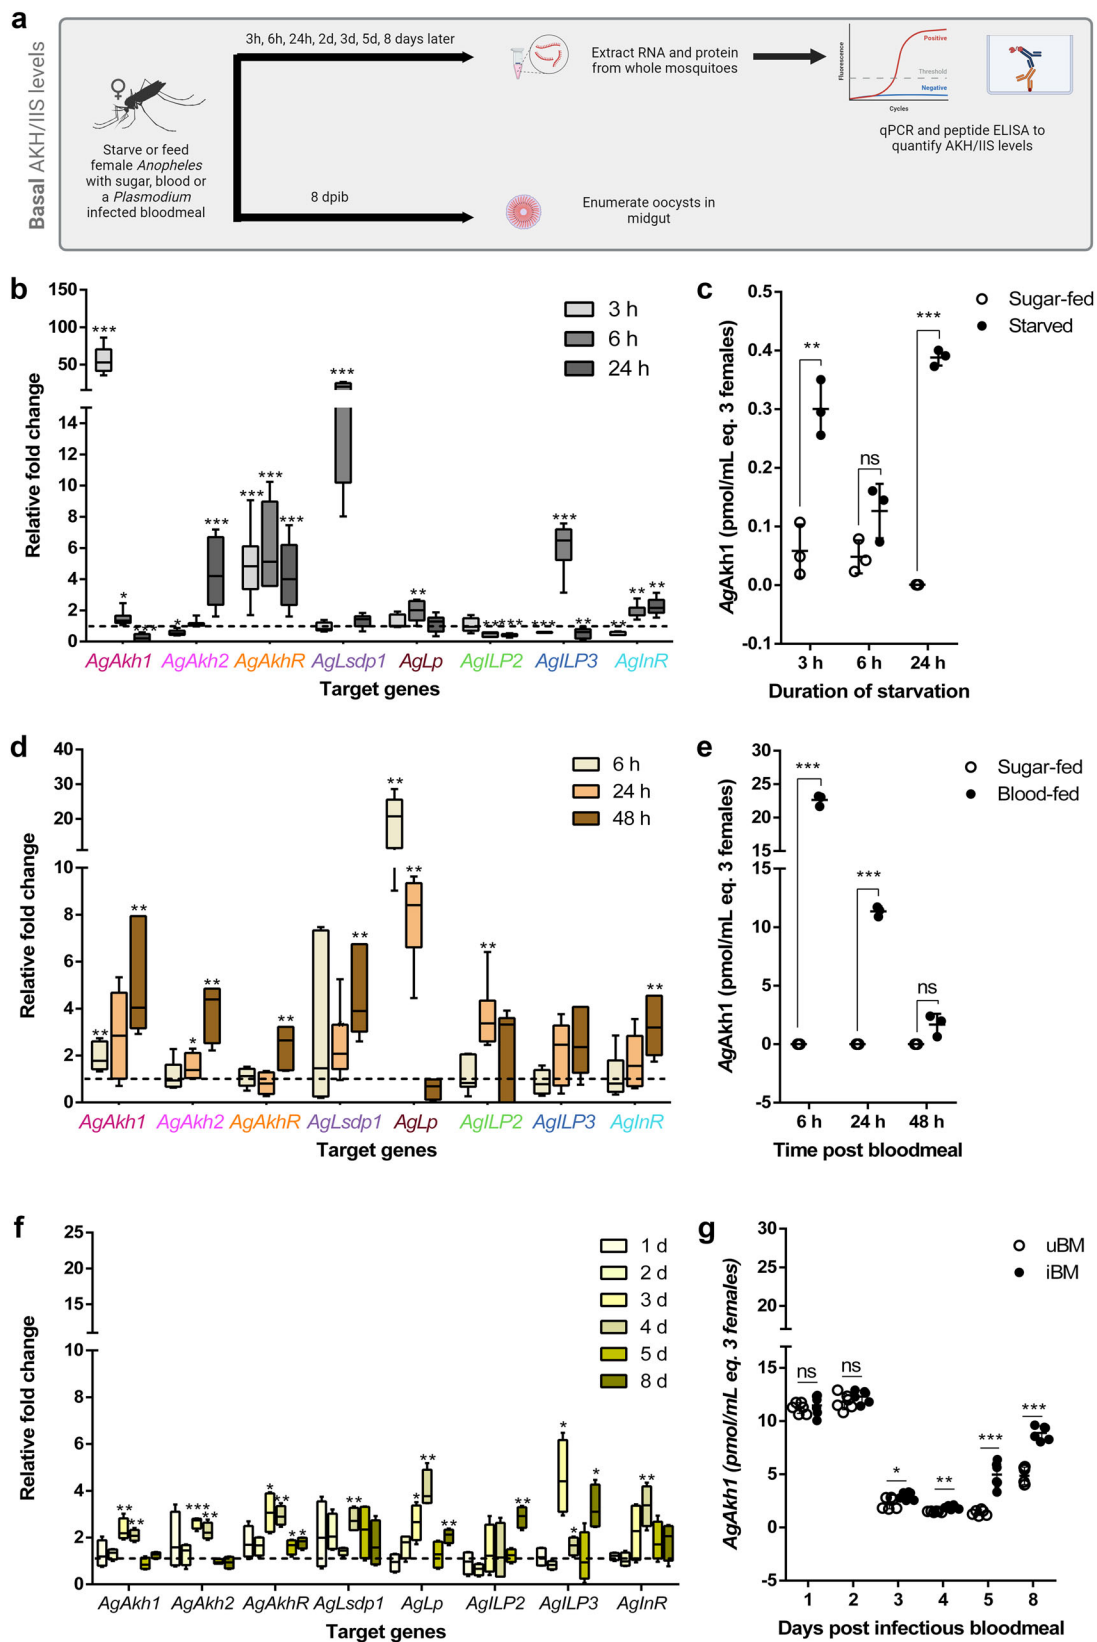 a
Basal AKH/IIS levels
3h, 6h, 24h, 2d, 3d, 5d, 8 days later
Starve or feed
female Anopheles
with sugar, blood or
a Plasmodium
infected bloodmeal
Extract RNA and protein
from whole mosquitoes
Fluorescence
Positive
Threshold
Negative
Cycles
qPCR and peptide ELISA to
quantify AKH/IIS levels
8 dpib
Enumerate oocysts in
midgut
b
Relative fold change
150
100
50
14
12
10
8
6
4
2
0
3 h
6 h
24 h
*** * *** * *** *** *** *** *** ** ** *** *** *** ** ** ** **
AgAkh1 AgAkh2 AgAkhR AgLsdp1 AgLp AgILP2 AgILP3 AgInR
Target genes
c
AgAkh1 (pmol/mL eq. 3 females)
0.5
0.4
0.3
0.2
0.1
0.0
-0.1
Sugar-fed
Starved
** ns ***
3 h 6 h 24 h
Duration of starvation
d
Relative fold change
40
30
20
10
8
6
4
2
0
6 h
24 h
48 h
** ** * ** ** ** ** ** ** **
AgAkh1 AgAkh2 AgAkhR AgLsdp1 AgLp AgILP2 AgILP3 AgInR
Target genes
e
AgAkh1 (pmol/mL eq. 3 females)
30
25
20
15
10
5
0
-5
Sugar-fed
Blood-fed
*** *** ns
6 h 24 h 48 h
Time post bloodmeal
f
Relative fold change
25
20
15
10
8
6
4
2
0
1 d
2 d
3 d
4 d
5 d
8 d
** ** *** ** * ** * * ** * ** ** ** * * * **
AgAkh1 AgAkh2 AgAkhR AgLsdp1 AgLp AgILP2 AgILP3 AgInR
Target genes
g
AgAkh1 (pmol/mL eq. 3 females)
30
25
20
15
10
5
0
-5
uBM
iBM
ns ns * ** *** ***
1 2 3 4 5 8
Days post infectious bloodmeal